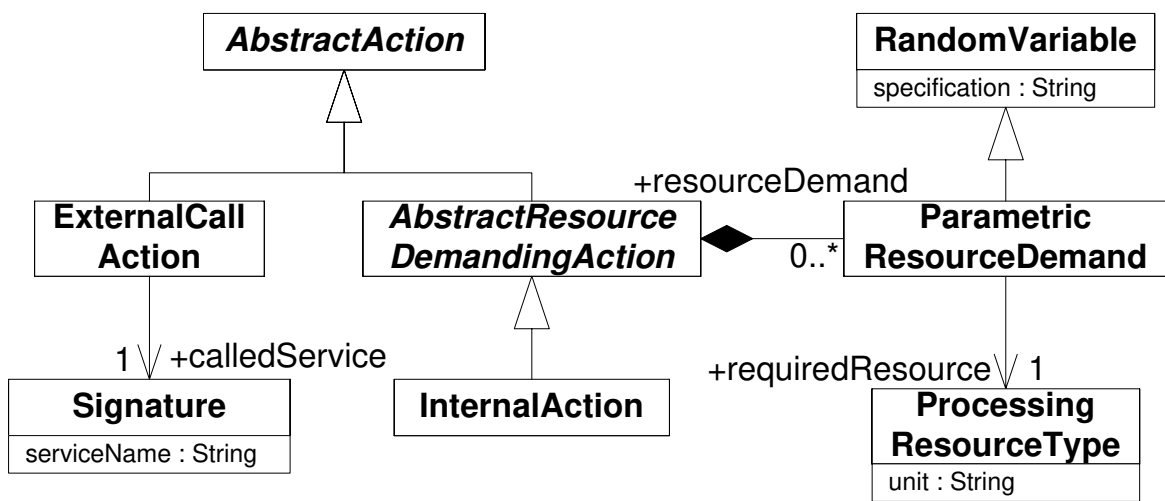 AbstractAction
RandomVariable
specification : String
+resourceDemand
ExternalCall
Action
AbstractResource
DemandingAction
Parametric
ResourceDemand
0..*
1
+calledService
+requiredResource
1
Signature
serviceName : String
InternalAction
Processing
ResourceType
unit : String